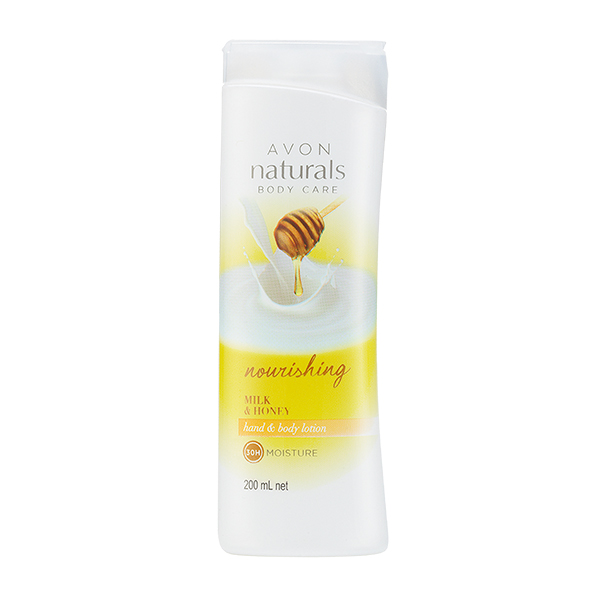 AVON
naturals
BODY CARE
nourishing
MILK
& HONEY
hand & body lotion
30H MOISTURE
200 mL net